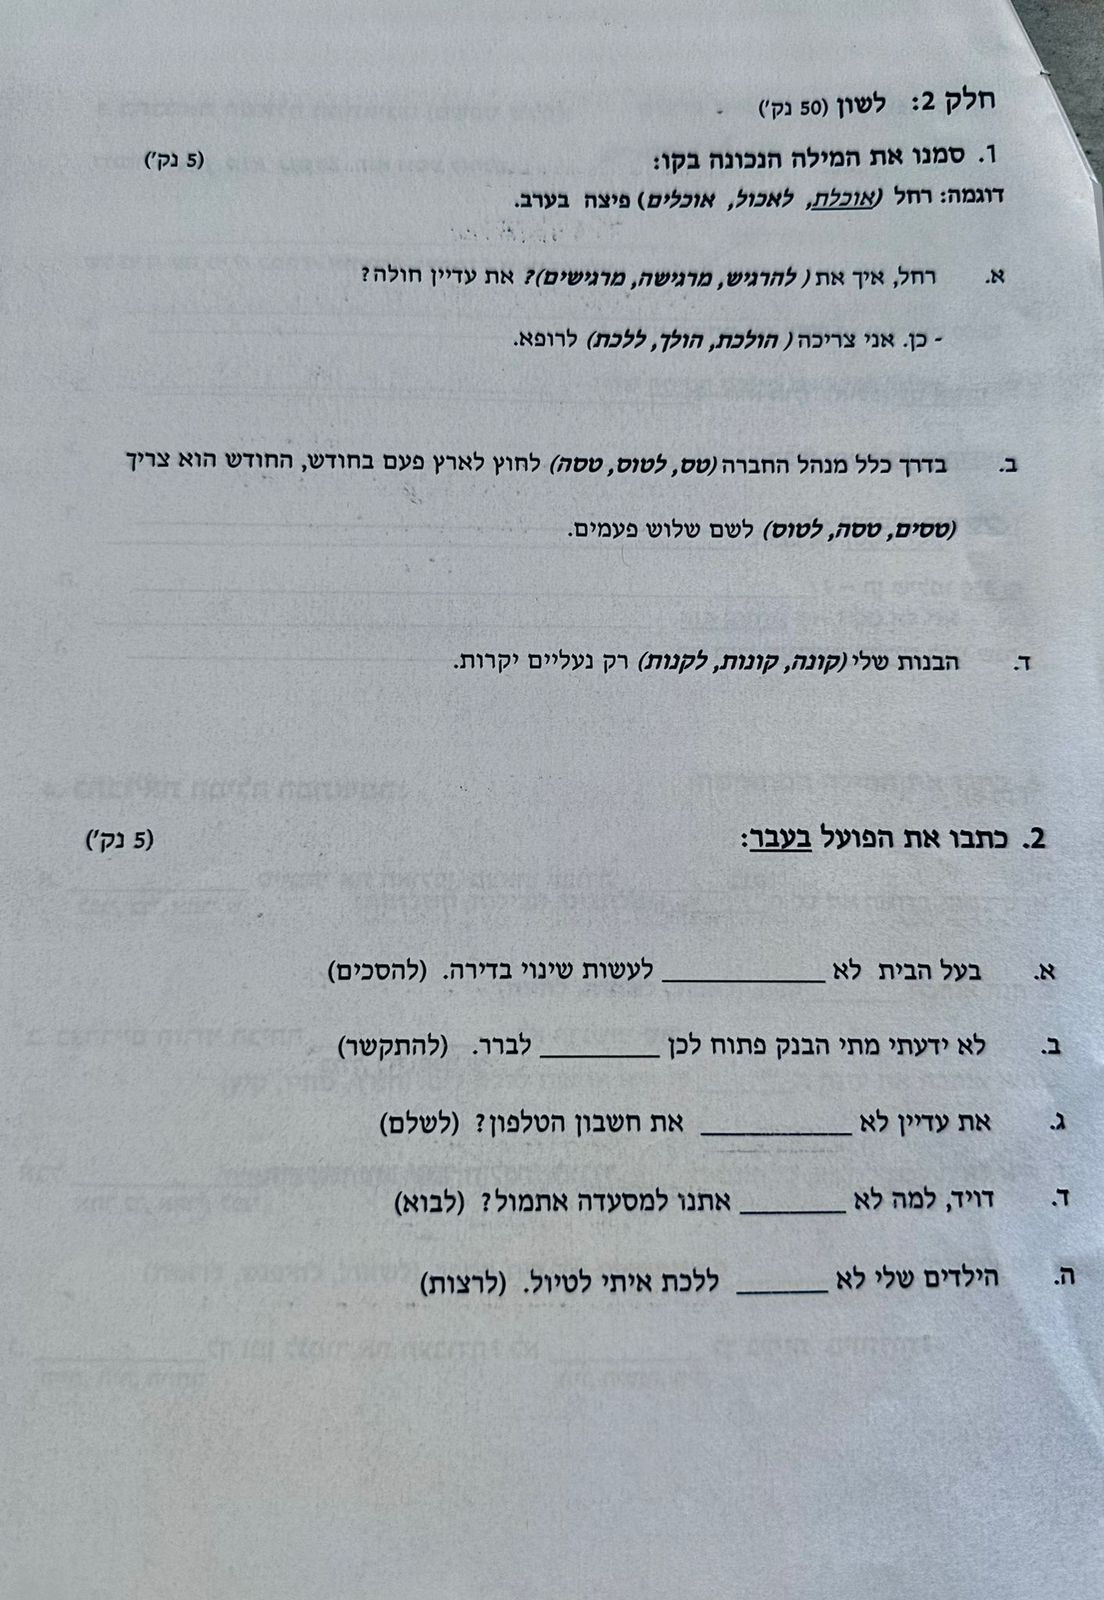 חלק 2: לשון (50 נק')
1. סמנו את המילה הנכונה בקו: (5 נק')
דוגמה: רחל (אוכלת, לאכול, אוכלים) פיצה בערב.
א. רחל, איך את ( להרגיש, מרגישה, מרגישים)? את עדיין חולה?
- כן. אני צריכה ( הולכת, הולך, ללכת) לרופא.
ב. בדרך כלל מנהל החברה (טס, לטוס, טסה) לחוץ לארץ פעם בחודש, החודש הוא צריך
(טסים, טסה, לטוס) לשם שלוש פעמים.
ד. הבנות שלי (קונה, קונות, לקנות) רק נעליים יקרות.
2. כתבו את הפועל בעבר: (5 נק')
א. בעל הבית לא ____________ לעשות שינוי בדירה. (להסכים)
ב. לא ידעתי מתי הבנק פתוח לכן _________ לברר. (להתקשר)
ג. את עדיין לא ___________ את חשבון הטלפון? (לשלם)
ד. דויד, למה לא ________ אתנו למסעדה אתמול? (לבוא)
ה. הילדים שלי לא _______ ללכת איתי לטיול. (לרצות)